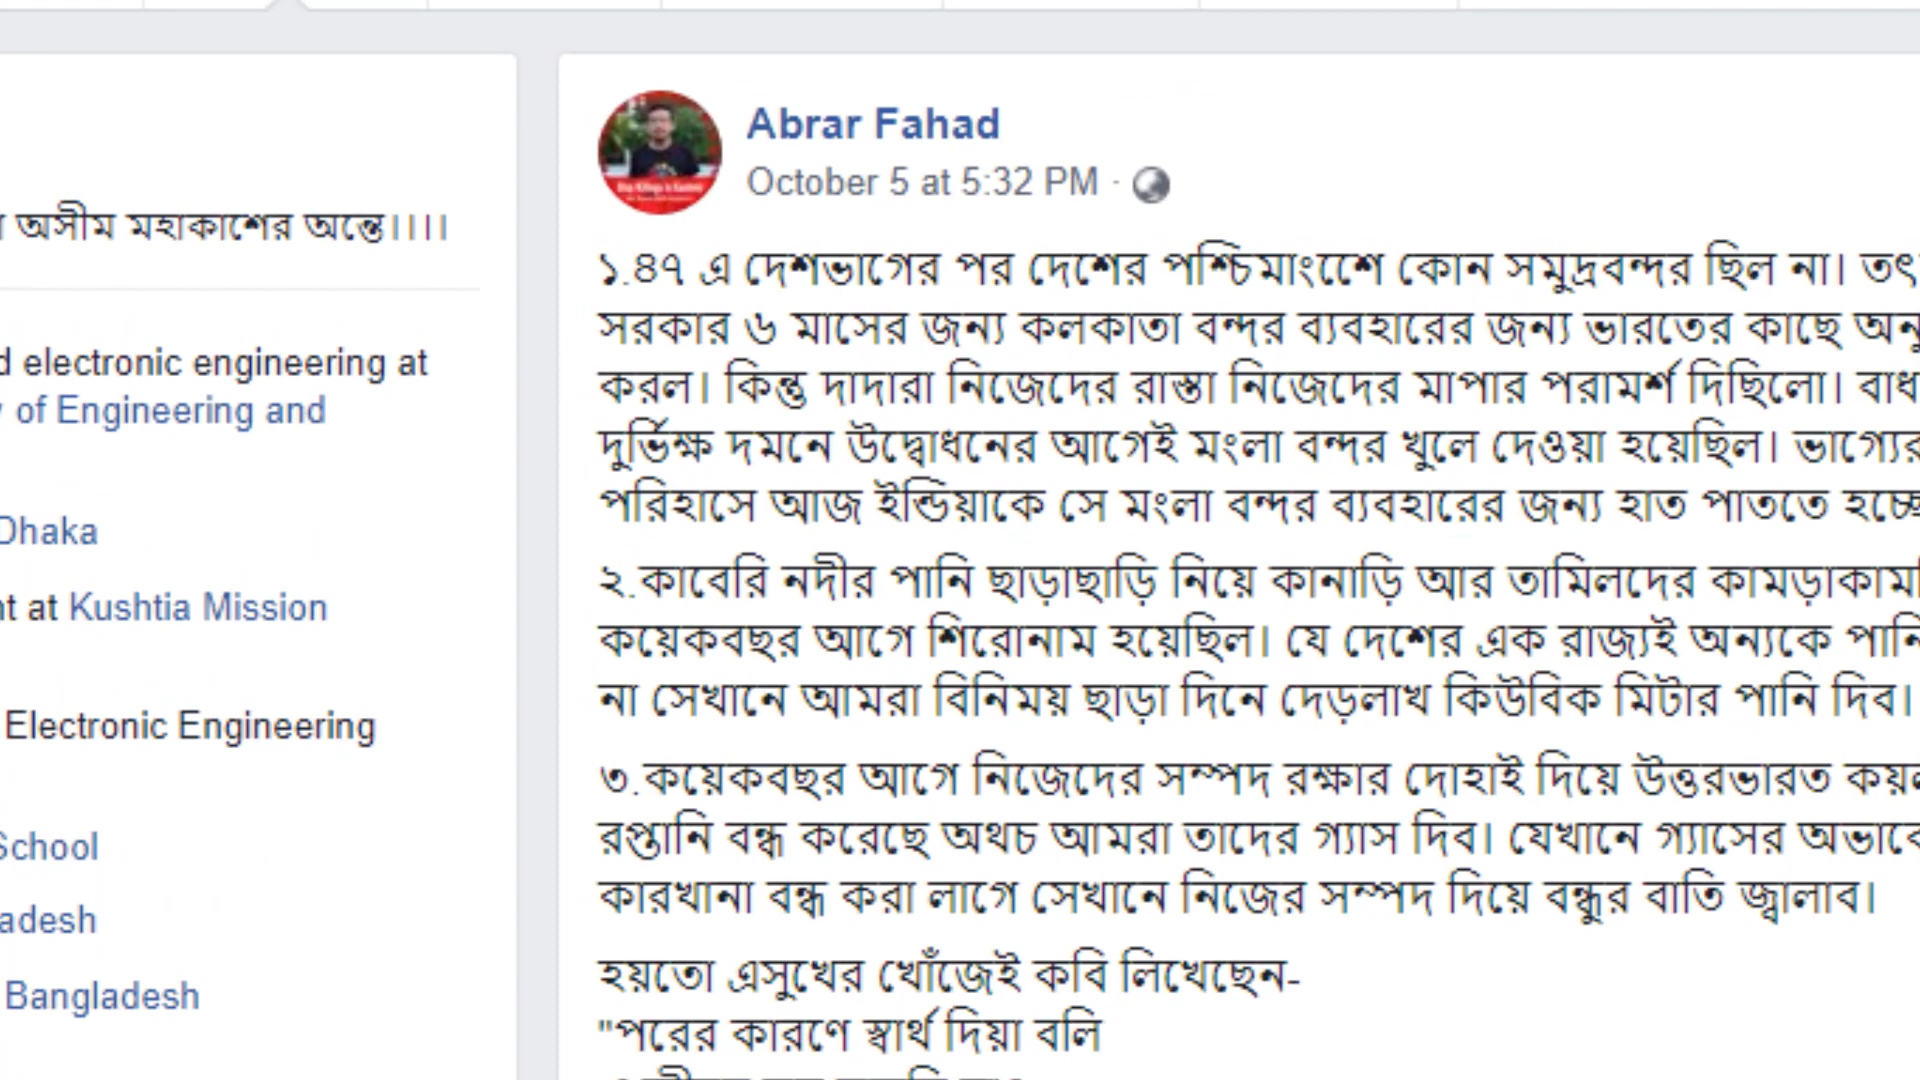 অসীম মহাকাশের অন্তে।।।।
electronic engineering at
of Engineering and
Dhaka
at Kushtia Mission
Electronic Engineering
School
Bangladesh
Abrar Fahad
October 5 at 5:32 PM ·
১.৪৭ এ দেশভাগের পর দেশের পশ্চিমাংশে কোন সমুদ্রবন্দর ছিল না।
সরকার ৬ মাসের জন্য কলকাতা বন্দর ব্যবহারের জন্য ভারতের কাছে
করল। কিন্তু দাদারা নিজেদের রাস্তা নিজেদের মাপার পরামর্শ দিছিলো।
দুর্ভিক্ষ দমনে উদ্বোধনের আগেই মংলা বন্দর খুলে দেওয়া হয়েছিল। ভাগ্যের
পরিহাসে আজ ইন্ডিয়াকে সে মংলা বন্দর ব্যবহারের জন্য হাত পাততে হচ্ছে
২.কাবেরি নদীর পানি ছাড়াছাড়ি নিয়ে কানাড়ি আর তামিলদের
কয়েকবছর আগে শিরোনাম হয়েছিল। যে দেশের এক রাজ্যই অন্যকে পানি
না সেখানে আমরা বিনিময় ছাড়া দিনে দেড়লাখ কিউবিক মিটার পানি দিব।
৩.কয়েকবছর আগে নিজেদের সম্পদ রক্ষার দোহাই দিয়ে উত্তরভারত
রপ্তানি বন্ধ করেছে অথচ আমরা তাদের গ্যাস দিব। যেখানে গ্যাসের
কারখানা বন্ধ করা লাগে সেখানে নিজের সম্পদ দিয়ে বন্ধুর বাতি জ্বালাব।
হয়তো এসুখের খোঁজেই কবি লিখেছেন-
"পরের কারণে স্বার্থ দিয়া বলি